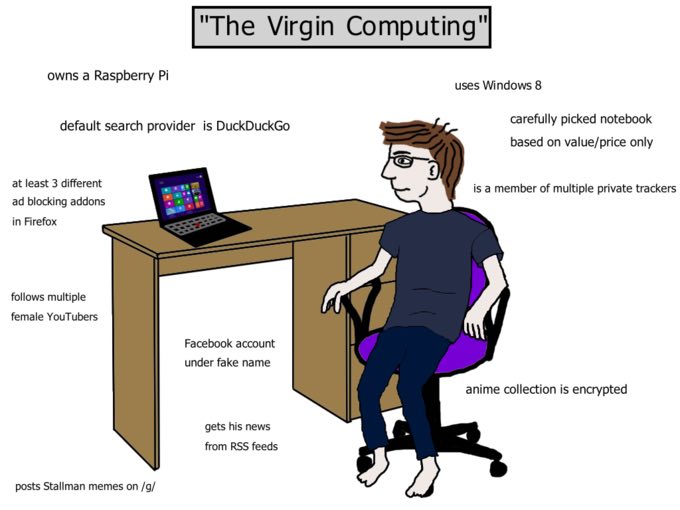 "The Virgin Computing"
owns a Raspberry Pi
uses Windows 8
default search provider is DuckDuckGo
carefully picked notebook
based on value/price only
at least 3 different
ad blocking addons
in Firefox
is a member of multiple private trackers
follows multiple
female YouTubers
Facebook account
under fake name
anime collection is encrypted
gets his news
from RSS feeds
posts Stallman memes on /g/